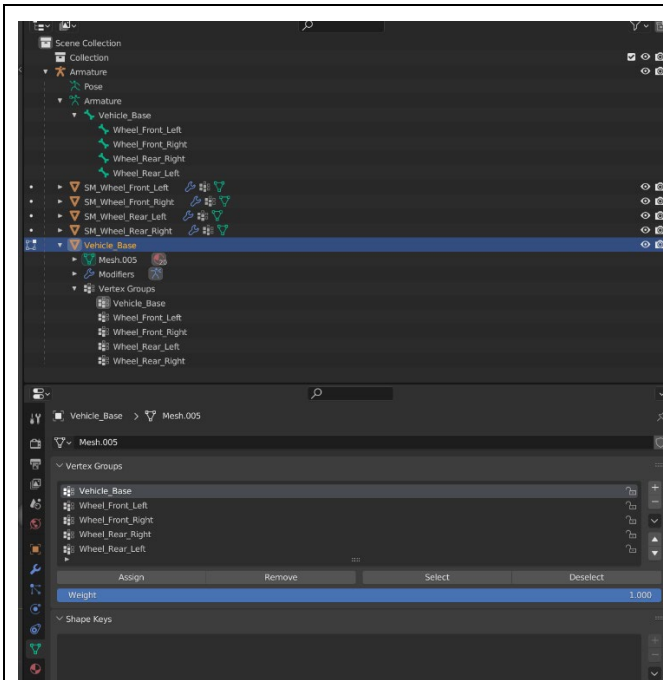 Scene Collection
Collection
Armature
Pose
Armature
Vehicle_Base
Wheel_Front_Left
Wheel_Front_Right
Wheel_Rear_Right
Wheel_Rear_Left
SM_Wheel_Front_Left
SM_Wheel_Front_Right
SM_Wheel_Rear_Left
SM_Wheel_Rear_Right
Vehicle_Base
Mesh.005
Modifiers
Vertex Groups
Vehicle_Base
Wheel_Front_Left
Wheel_Front_Right
Wheel_Rear_Left
Wheel_Rear_Right
Vehicle_Base > Mesh.005
Mesh.005
Vertex Groups
Vehicle_Base
Wheel_Front_Left
Wheel_Front_Right
Wheel_Rear_Right
Wheel_Rear_Left
Assign Remove Select Deselect
Weight 1.000
Shape Keys